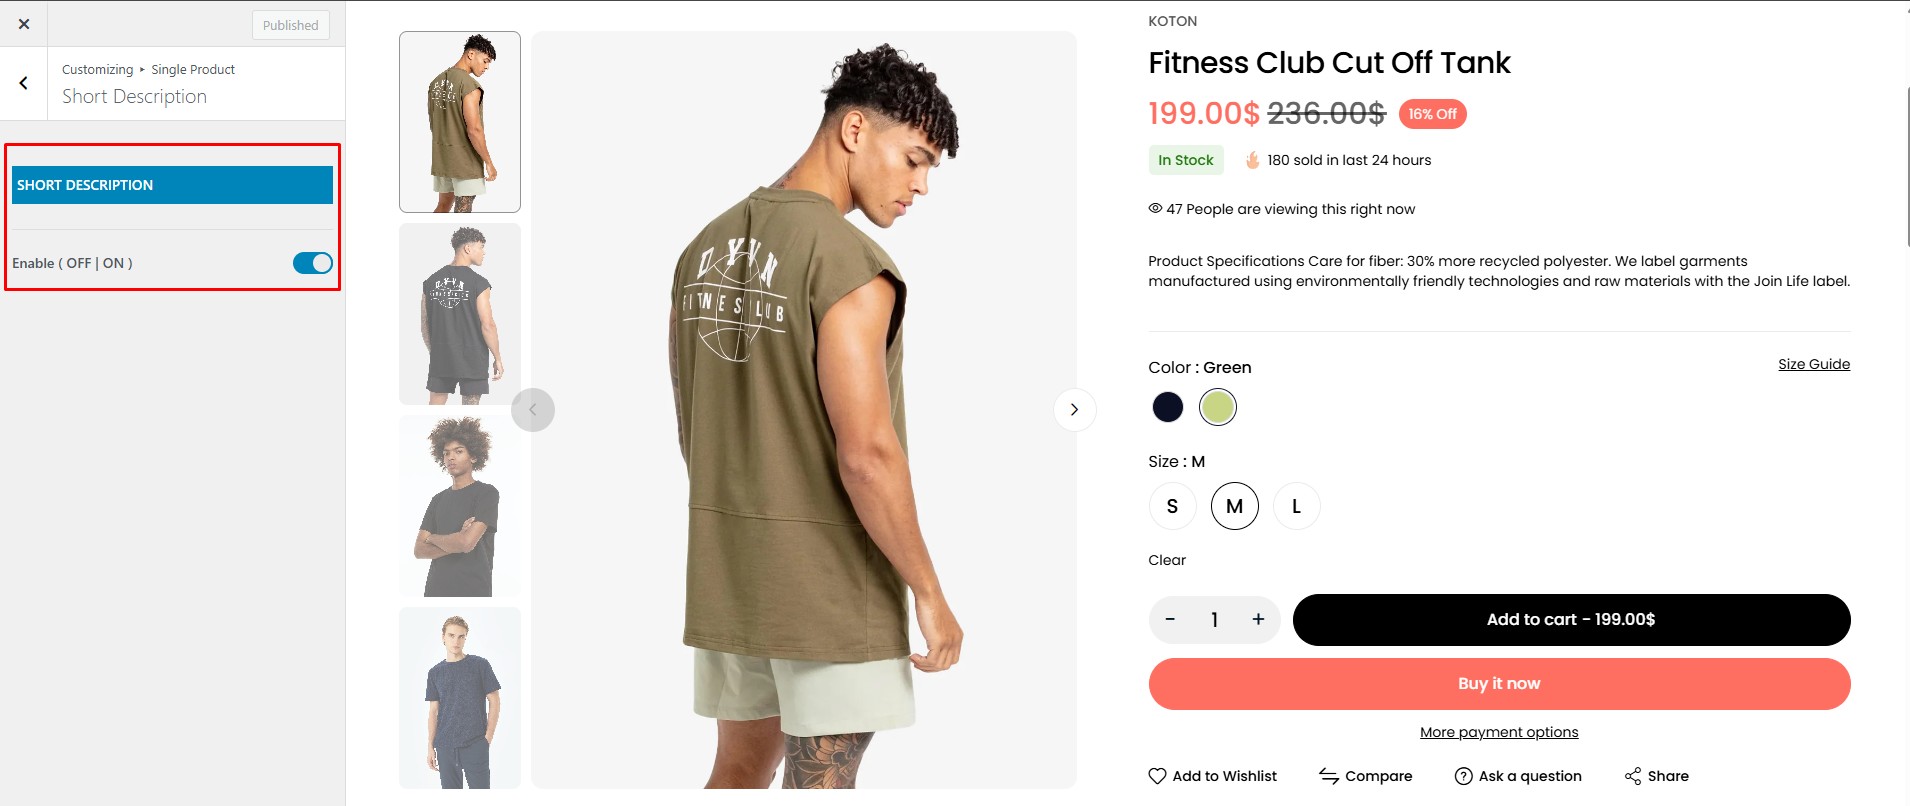 Published
Customizing ▸ Single Product
Short Description
SHORT DESCRIPTION
Enable ( OFF | ON )
KOTON
Fitness Club Cut Off Tank
199.00$ 236.00$ 16% Off
In Stock 180 sold in last 24 hours
47 People are viewing this right now
Product Specifications Care for fiber: 30% more recycled polyester. We label garments
manufactured using environmentally friendly technologies and raw materials with the Join Life label.
Color : Green Size Guide
Size : M
S M L
Clear
- 1 +
Add to cart - 199.00$
Buy it now
More payment options
Add to Wishlist Compare Ask a question Share